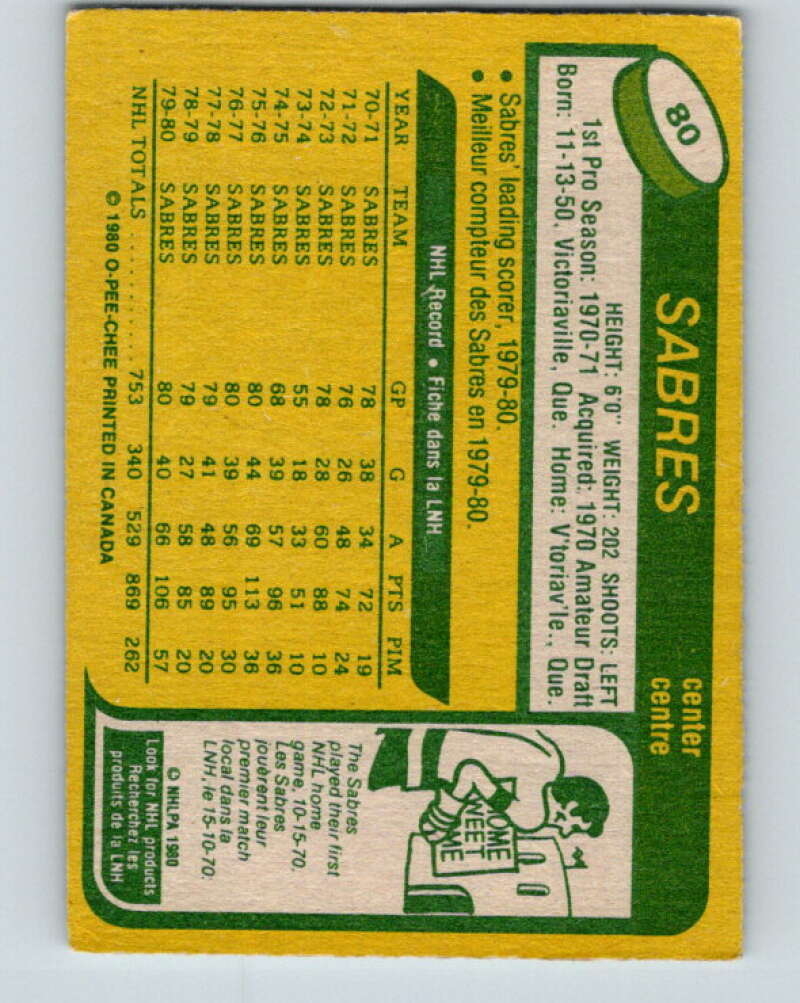 80
SABRES
center
centre
HEIGHT: 6'0" WEIGHT: 202 SHOOTS: LEFT
1st Pro Season: 1970-71 Acquired: 1970 Amateur Draft
Born: 11-13-50, Victoriaville, Que. Home: V'toriav'le., Que.
• Sabres' leading scorer, 1979-80.
• Meilleur compteur des Sabres en 1979-80.
NHL Record • Fiche dans la LNH
YEAR TEAM GP G A PTS PIM
70-71 SABRES 78 38 34 72 19
71-72 SABRES 76 26 48 74 24
72-73 SABRES 78 28 60 88 10
73-74 SABRES 55 18 33 51 10
74-75 SABRES 68 39 57 96 36
75-76 SABRES 80 44 69 113 36
76-77 SABRES 80 39 56 95 30
77-78 SABRES 79 41 48 89 20
78-79 SABRES 79 27 58 85 20
79-80 SABRES 80 40 66 106 57
NHL TOTALS .......... 753 340 529 869 262
© 1980 O-PEE-CHEE PRINTED IN CANADA
HOME
WEET
ME
The Sabres
played their first
NHL home
game, 10-15-70.
Les Sabres
jouèrent leur
premier match
local dans la
LNH, le 15-10-70.
© NHLPA 1980
Look for NHL products
Recherchez les
produits de la LNH